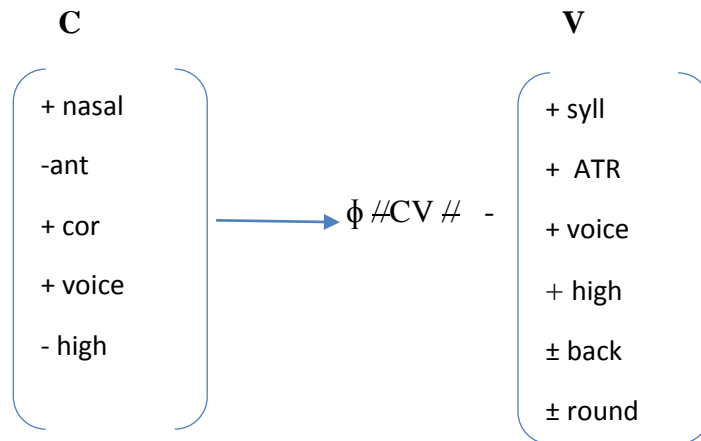 C V
+ nasal + syll
-ant + ATR
+ cor ϕ //CV // - + voice
+ voice + high
- high ± back
± round